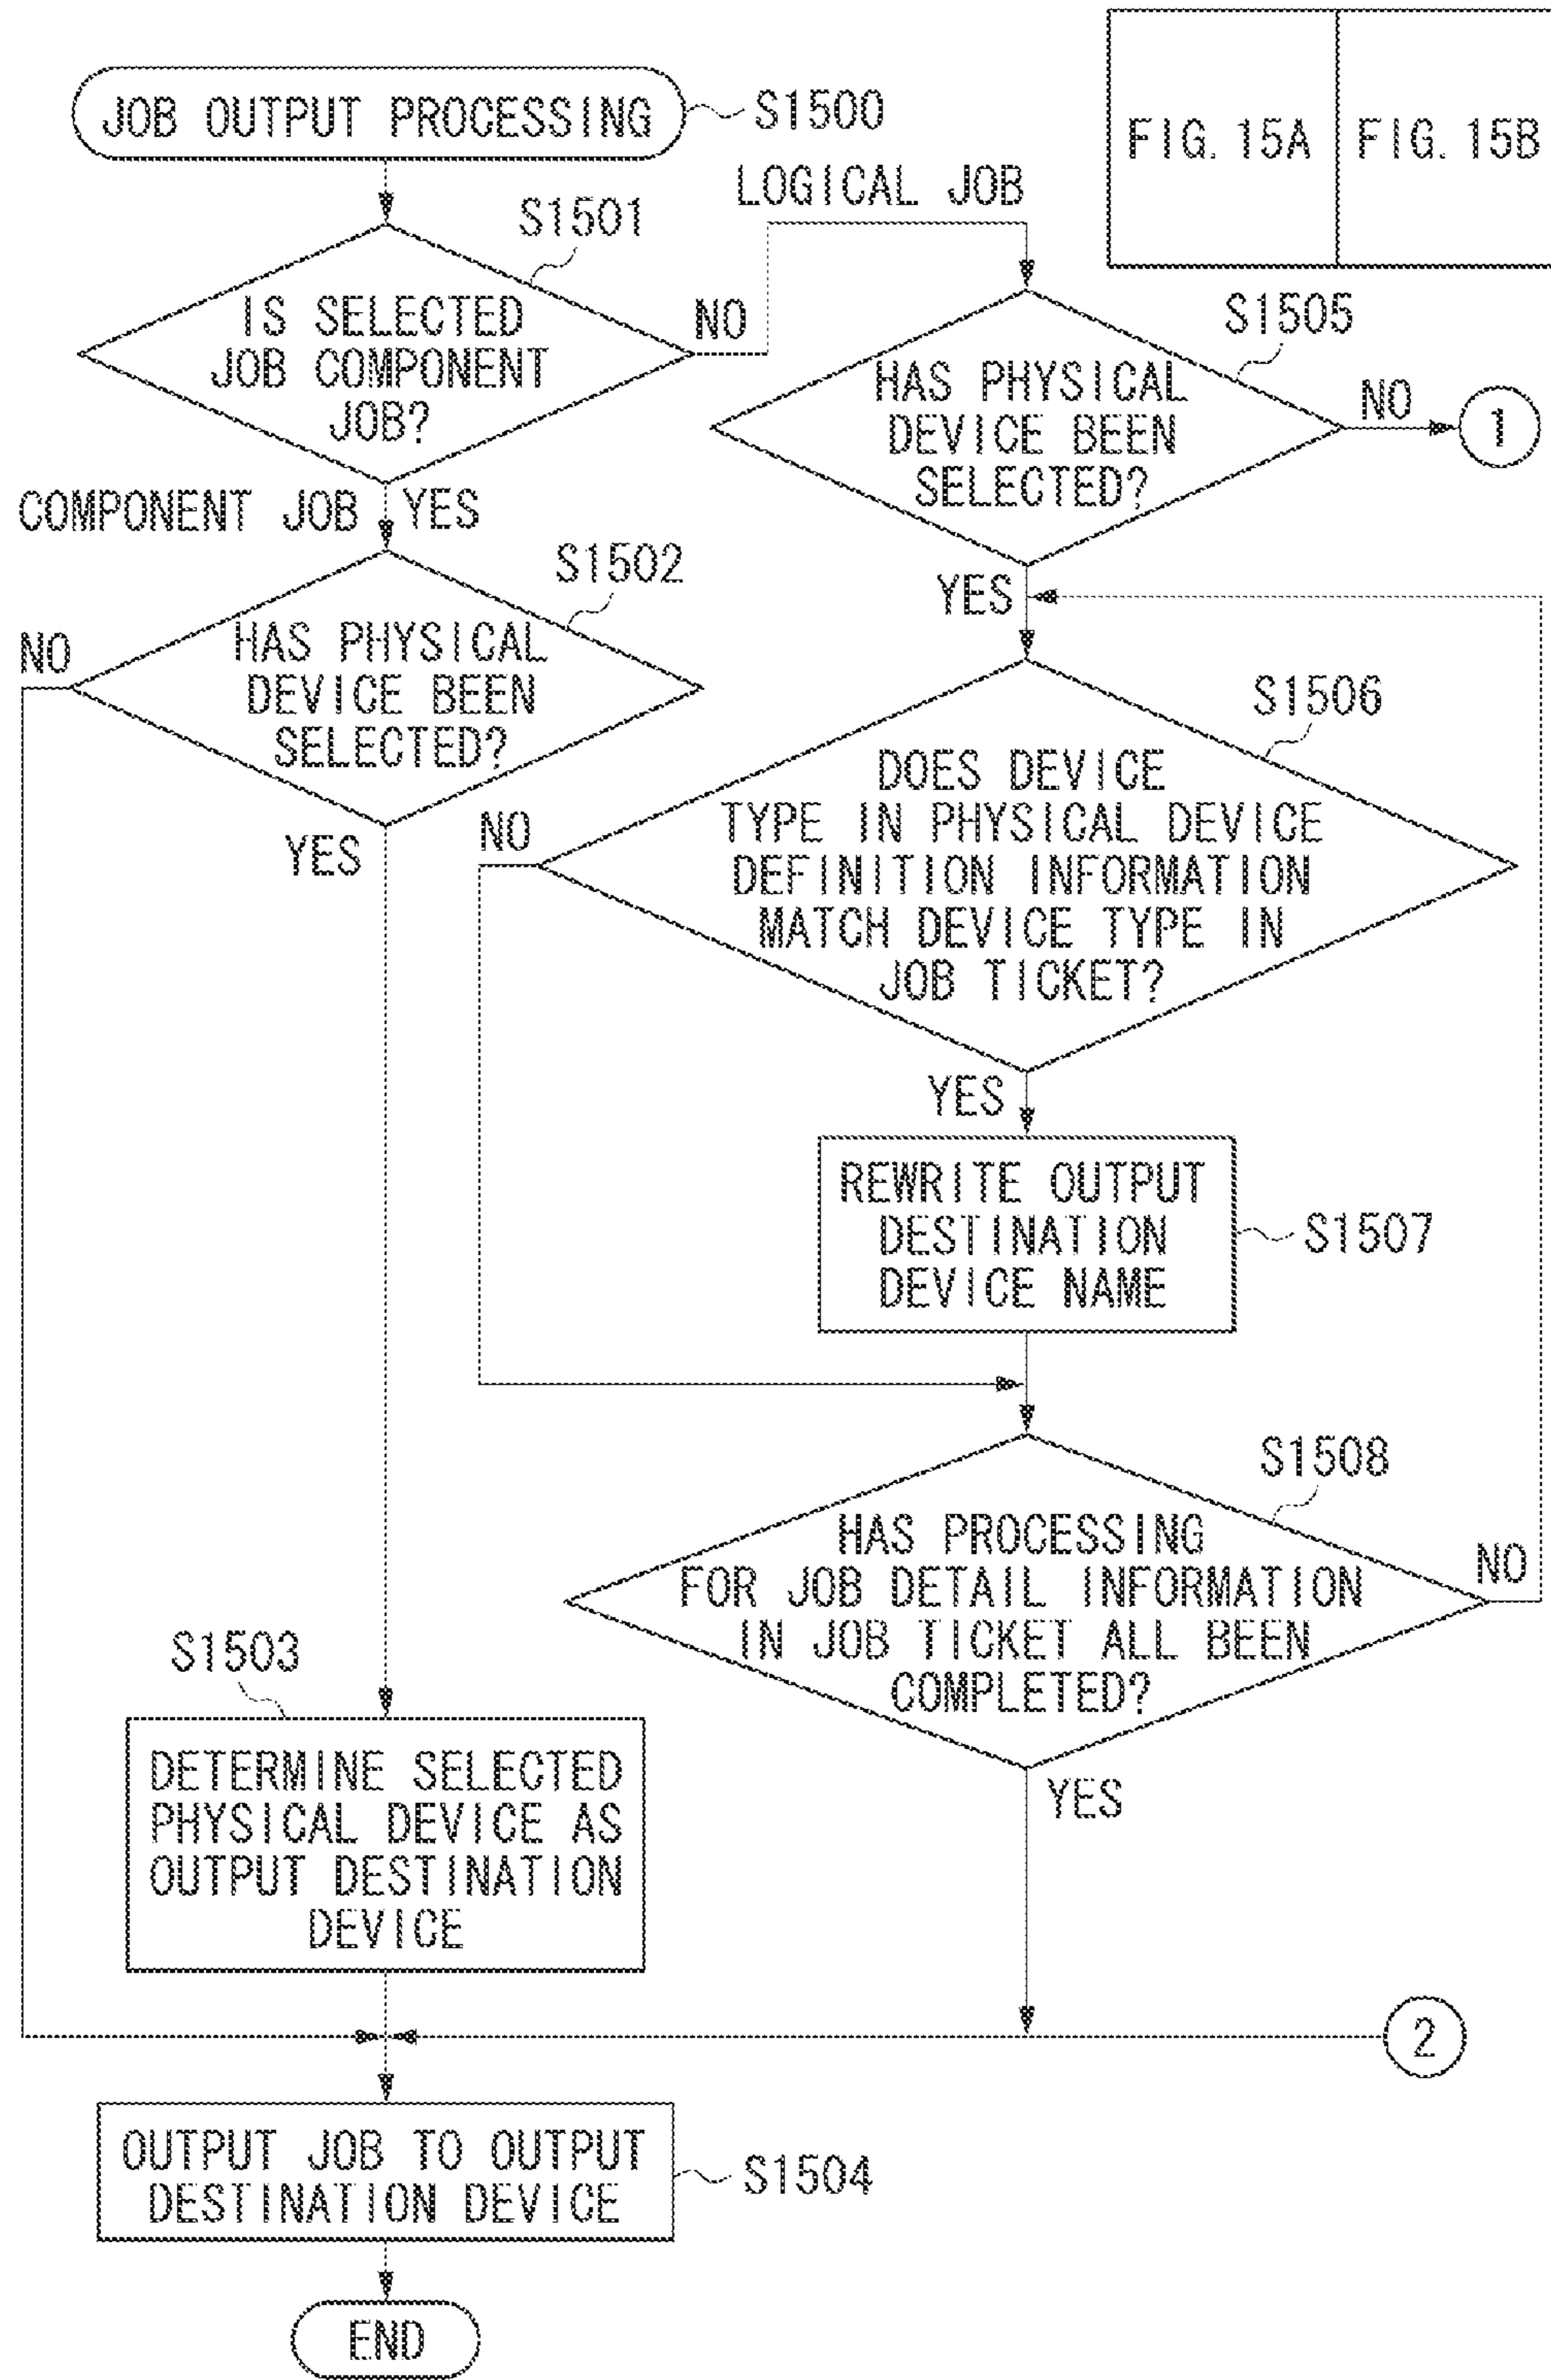 FIG. 15A
FIG. 15B
JOB OUTPUT PROCESSING
S1500
S1501
IS SELECTED
JOB COMPONENT
JOB?
NO
LOGICAL JOB
COMPONENT JOB
YES
S1502
HAS PHYSICAL
DEVICE BEEN
SELECTED?
NO
YES
S1503
DETERMINE SELECTED
PHYSICAL DEVICE AS
OUTPUT DESTINATION
DEVICE
S1505
HAS PHYSICAL
DEVICE BEEN
SELECTED?
NO
1
YES
S1506
DOES DEVICE
TYPE IN PHYSICAL DEVICE
DEFINITION INFORMATION
MATCH DEVICE TYPE IN
JOB TICKET?
NO
YES
REWRITE OUTPUT
DESTINATION
DEVICE NAME
S1507
S1508
HAS PROCESSING
FOR JOB DETAIL INFORMATION
IN JOB TICKET ALL BEEN
COMPLETED?
NO
YES
2
OUTPUT JOB TO OUTPUT
DESTINATION DEVICE
S1504
END